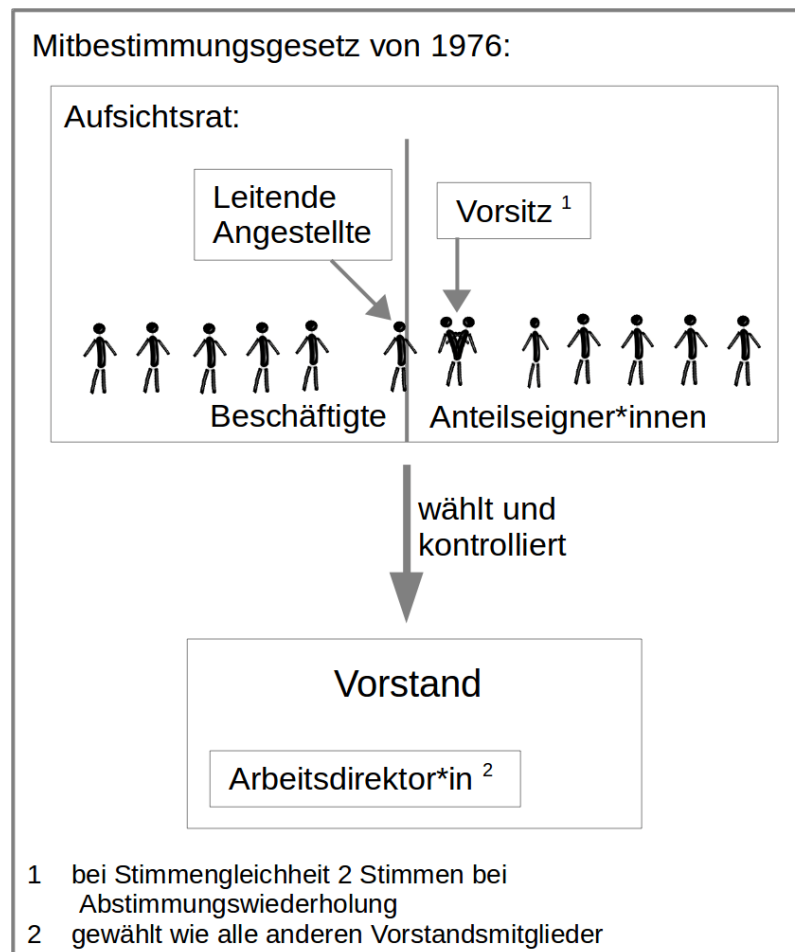 Mitbestimmungsgesetz von 1976:
Aufsichtsrat:
Leitende
Angestellte
Vorsitz 1
Beschäftigte
Anteilseigner*innen
wählt und
kontrolliert
Vorstand
Arbeitsdirektor*in 2
1 bei Stimmengleichheit 2 Stimmen bei
Abstimmungswiederholung
2 gewählt wie alle anderen Vorstandsmitglieder